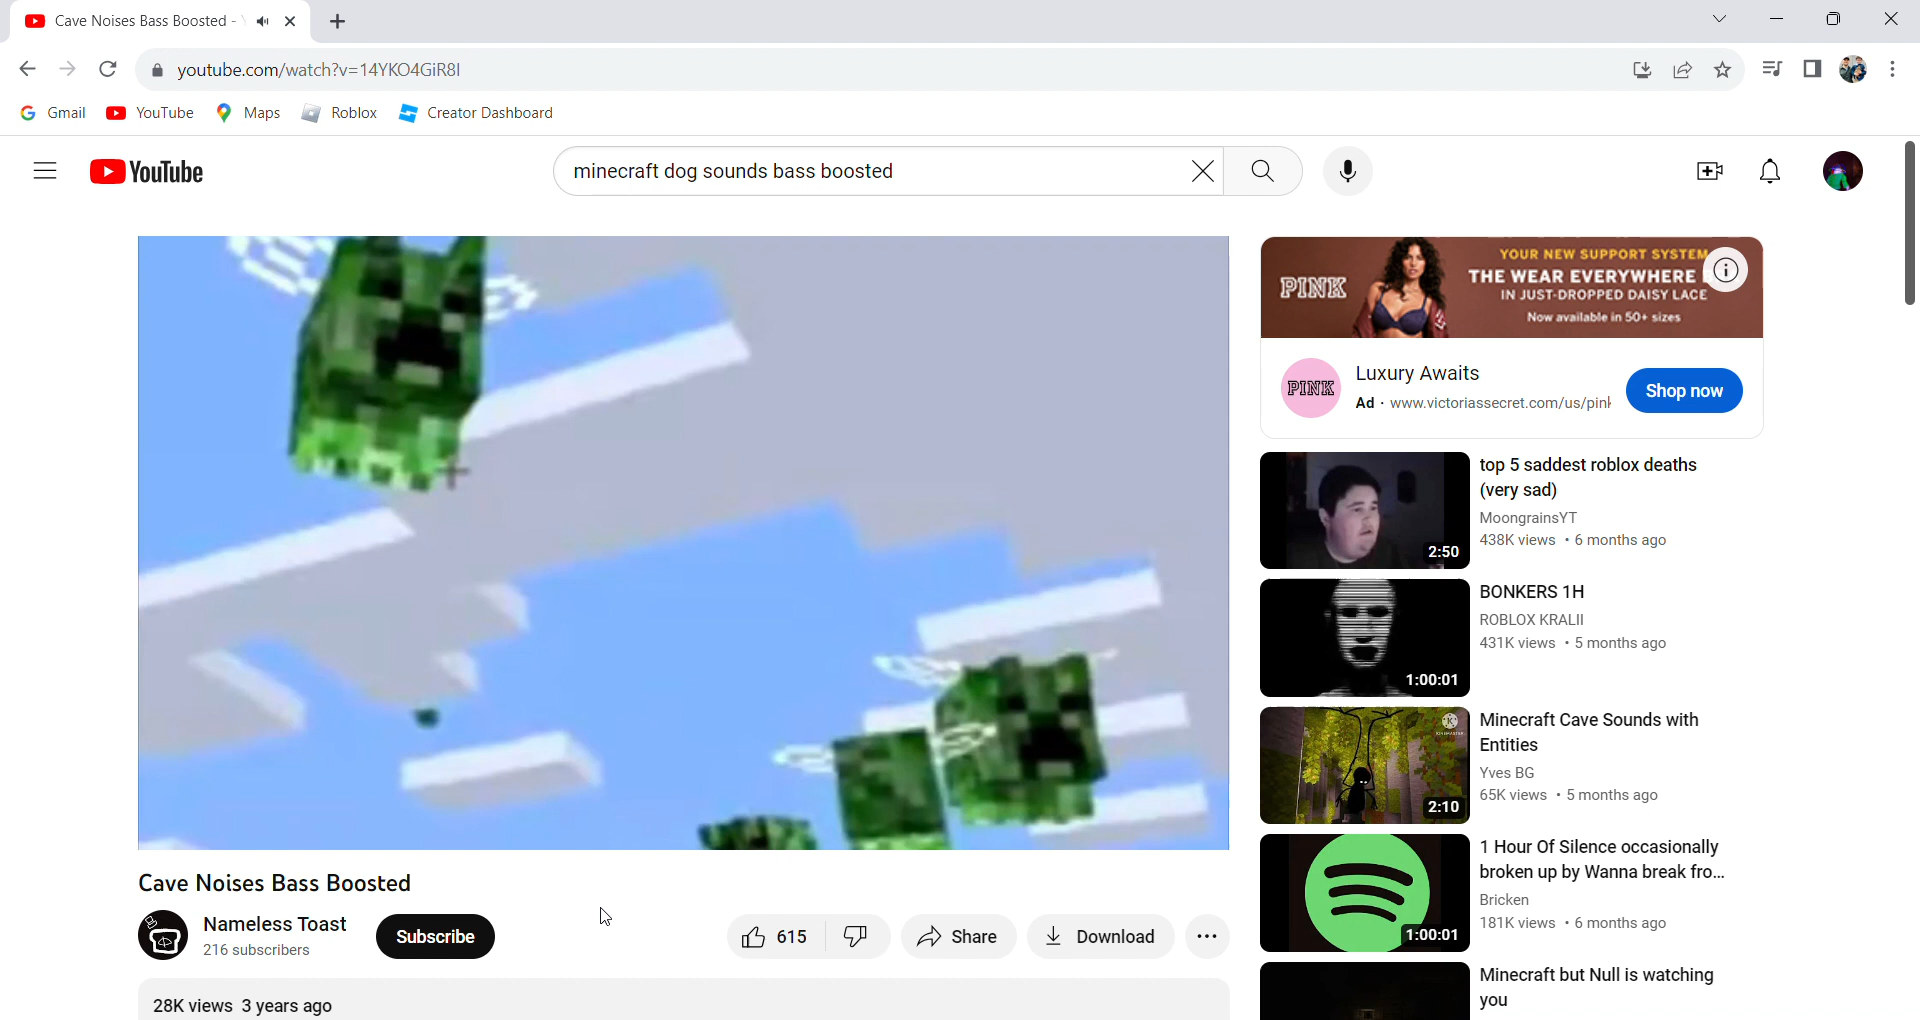 Cave Noises Bass Boosted -
youtube.com/watch?v=14YKO4GiR8I
Gmail YouTube Maps Roblox Creator Dashboard
YouTube
minecraft dog sounds bass boosted
YOUR NEW SUPPORT SYSTEM
PINK THE WEAR EVERYWHERE
IN JUST-DROPPED DAISY LACE
Now available in 50+ sizes
PINK
Luxury Awaits
Ad · www.victoriassecret.com/us/pink
Shop now
top 5 saddest roblox deaths
(very sad)
MoongrainsYT
438K views • 6 months ago
2:50
BONKERS 1H
ROBLOX KRALII
431K views • 5 months ago
1:00:01
Minecraft Cave Sounds with
Entities
Yves BG
65K views • 5 months ago
2:10
1 Hour Of Silence occasionally
broken up by Wanna break fro...
Bricken
181K views • 6 months ago
1:00:01
Minecraft but Null is watching
you
Cave Noises Bass Boosted
Nameless Toast
216 subscribers
Subscribe
615
Share
Download
28K views 3 years ago